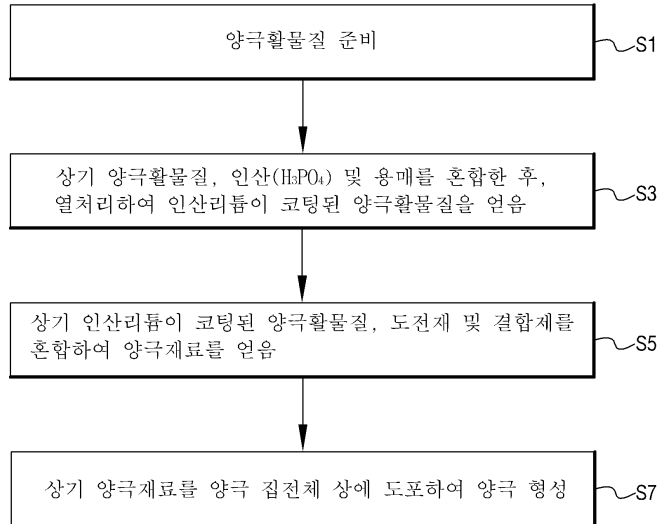 양극활물질 준비
S1
상기 양극활물질, 인산(H₃PO₄) 및 용매를 혼합한 후,
열처리하여 인산리튬이 코팅된 양극활물질을 얻음
S3
상기 인산리튬이 코팅된 양극활물질, 도전재 및 결합제를
혼합하여 양극재료를 얻음
S5
상기 양극재료를 양극 집전체 상에 도포하여 양극 형성
S7